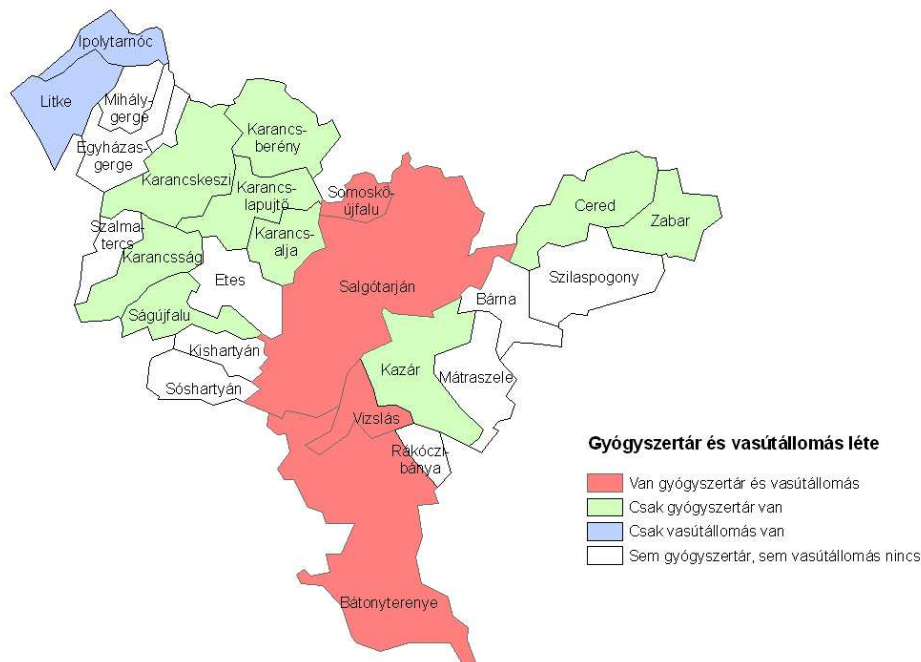 Ipolytarnóc
Litke
Mihály-
gerge
Egyházas-
gerge
Karancs-
berény
Karancskeszi
Karancs-
lapujtő
Somoskő-
újfalu
Cered
Zabar
Szalma-
tercs
Karancs-
alja
Karancsság
Etes
Szilaspogony
Salgótarján
Bárna
Ságújfalu
Kishartyán
Kazár
Mátraszele
Sóshartyán
Vizslás
Rákóczi-
bánya
Bátonyterenye
Gyógyszertár és vasútállomás léte
Van gyógyszertár és vasútállomás
Csak gyógyszertár van
Csak vasútállomás van
Sem gyógyszertár, sem vasútállomás nincs